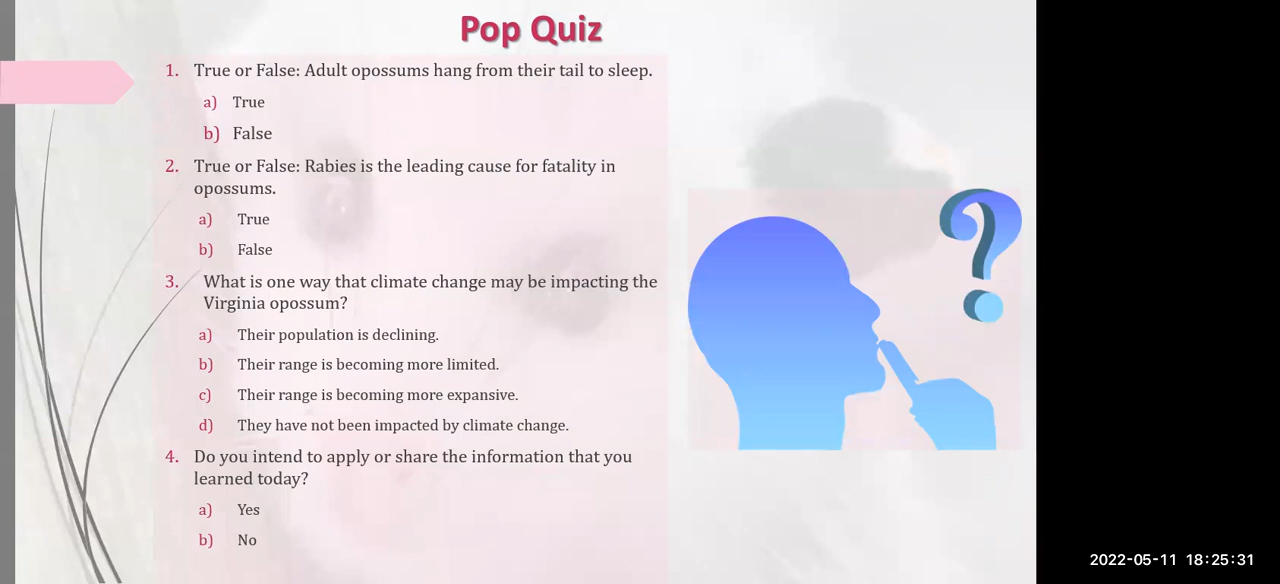 Pop Quiz
1. True or False: Adult opossums hang from their tail to sleep.
a) True
b) False
2. True or False: Rabies is the leading cause for fatality in
opossums.
a) True
b) False
3. What is one way that climate change may be impacting the
Virginia opossum?
a) Their population is declining.
b) Their range is becoming more limited.
c) Their range is becoming more expansive.
d) They have not been impacted by climate change.
4. Do you intend to apply or share the information that you
learned today?
a) Yes
b) No
?
2022-05-11 18:25:31